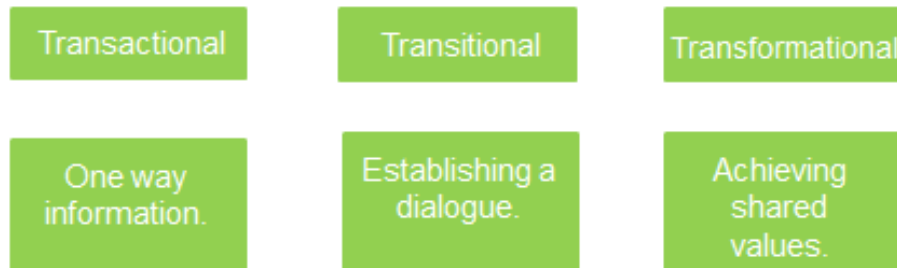 Transactional
Transitional
Transformational
One way
information.
Establishing a
dialogue.
Achieving
shared
values.